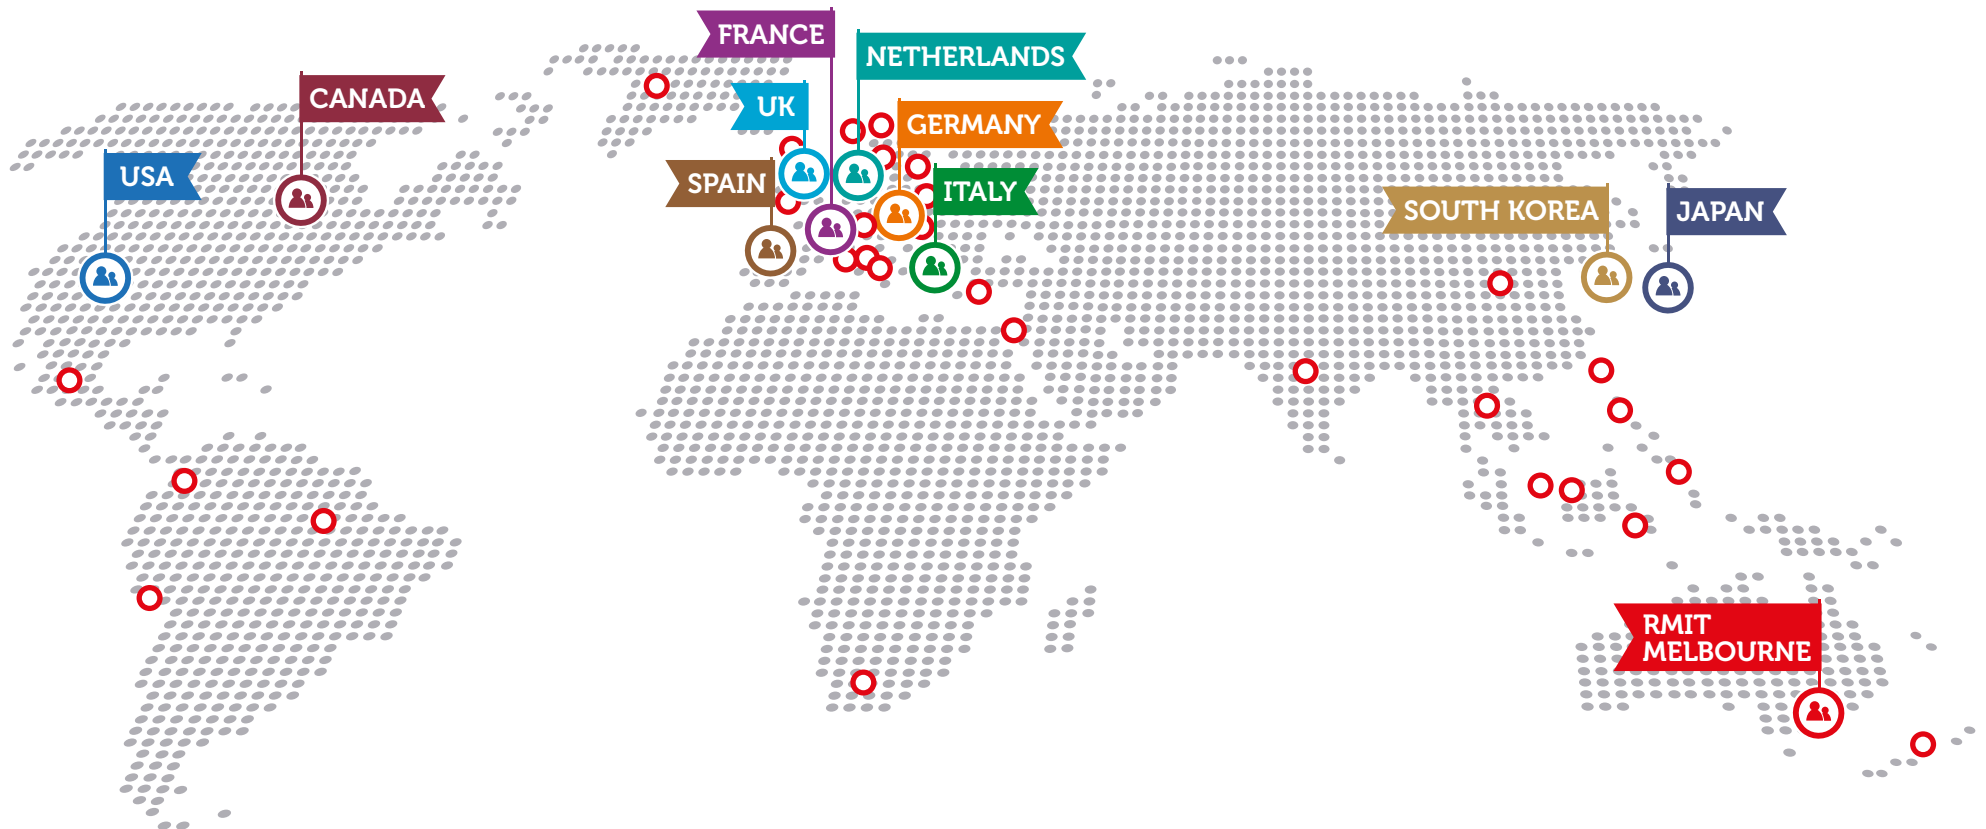 FRANCE
NETHERLANDS
CANADA
UK
GERMANY
USA
SPAIN
ITALY
SOUTH KOREA
JAPAN
RMIT
MELBOURNE